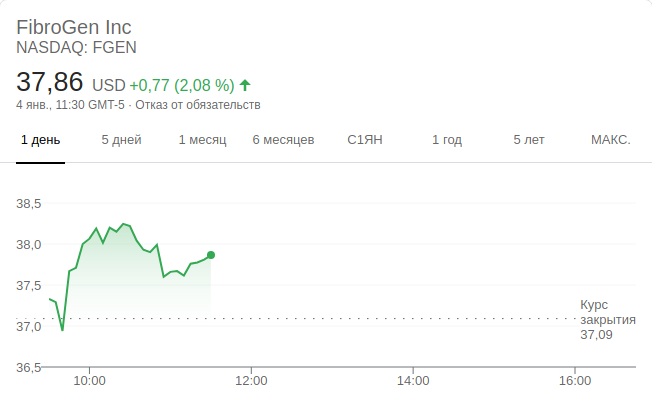 FibroGen Inc
NASDAQ: FGEN
37,86 USD +0,77 (2,08 %)
4 янв., 11:30 GMT-5 · Отказ от обязательств
1 день 5 дней 1 месяц 6 месяцев С1ЯН 1 год 5 лет МАКС.
38,5
38,0
37,5
37,0
36,5
Курс
закрытия
37,09
10:00 12:00 14:00 16:00